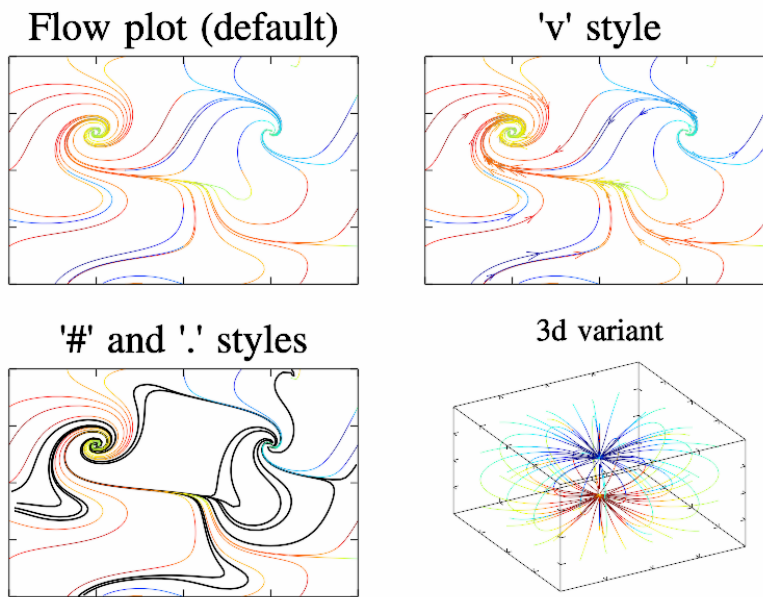 Flow plot (default)
'v' style
'#' and '.' styles
3d variant